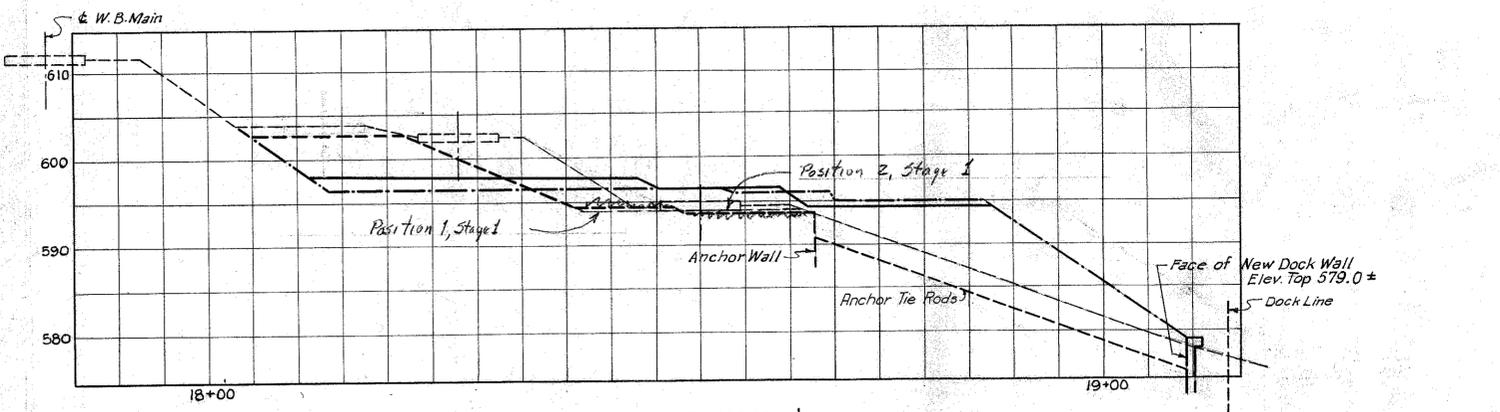 ℄ W.B. Main
610
600
Position 2, Stage 1
Position 1, Stage 1
590
Anchor Wall
Face of New Dock Wall
Elev. Top 579.0 ±
Anchor Tie Rods
Dock Line
580
18+00
19+00